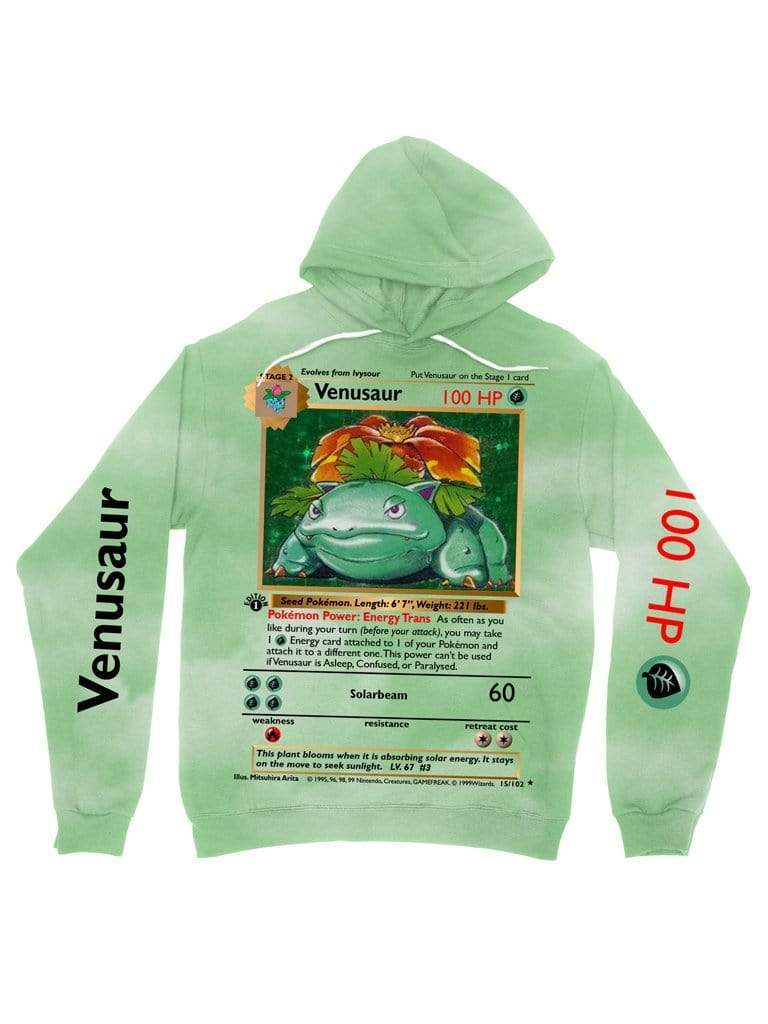 STAGE 2 Evolves from Ivysour Put Venusaur on the Stage 1 card
Venusaur 100 HP
Venusaur
100 HP
EDITION
1
Seed Pokémon. Length: 6' 7", Weight: 221 lbs.
Pokémon Power: Energy Trans As often as you
like during your turn (before your attack), you may take
1 Energy card attached to 1 of your Pokémon and
attach it to a different one. This power can't be used
if Venusaur is Asleep, Confused, or Paralysed.
Solarbeam 60
weakness resistance retreat cost
This plant blooms when it is absorbing solar energy. It stays
on the move to seek sunlight. LV. 67 #3
Illus. Mitsuhira Arita © 1995, 96, 98, 99 Nintendo, Creatures, GAMEFREAK. © 1999Wizards. 15/102 ★